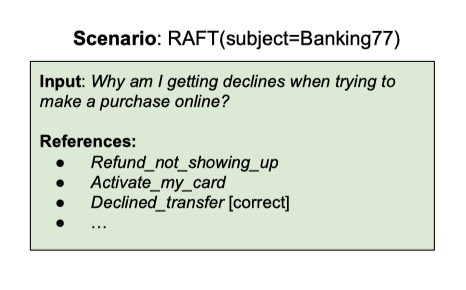 Scenario: RAFT(subject=Banking77)
Input: Why am I getting declines when trying to
make a purchase online?
References:
● Refund_not_showing_up
● Activate_my_card
● Declined_transfer [correct]
● …